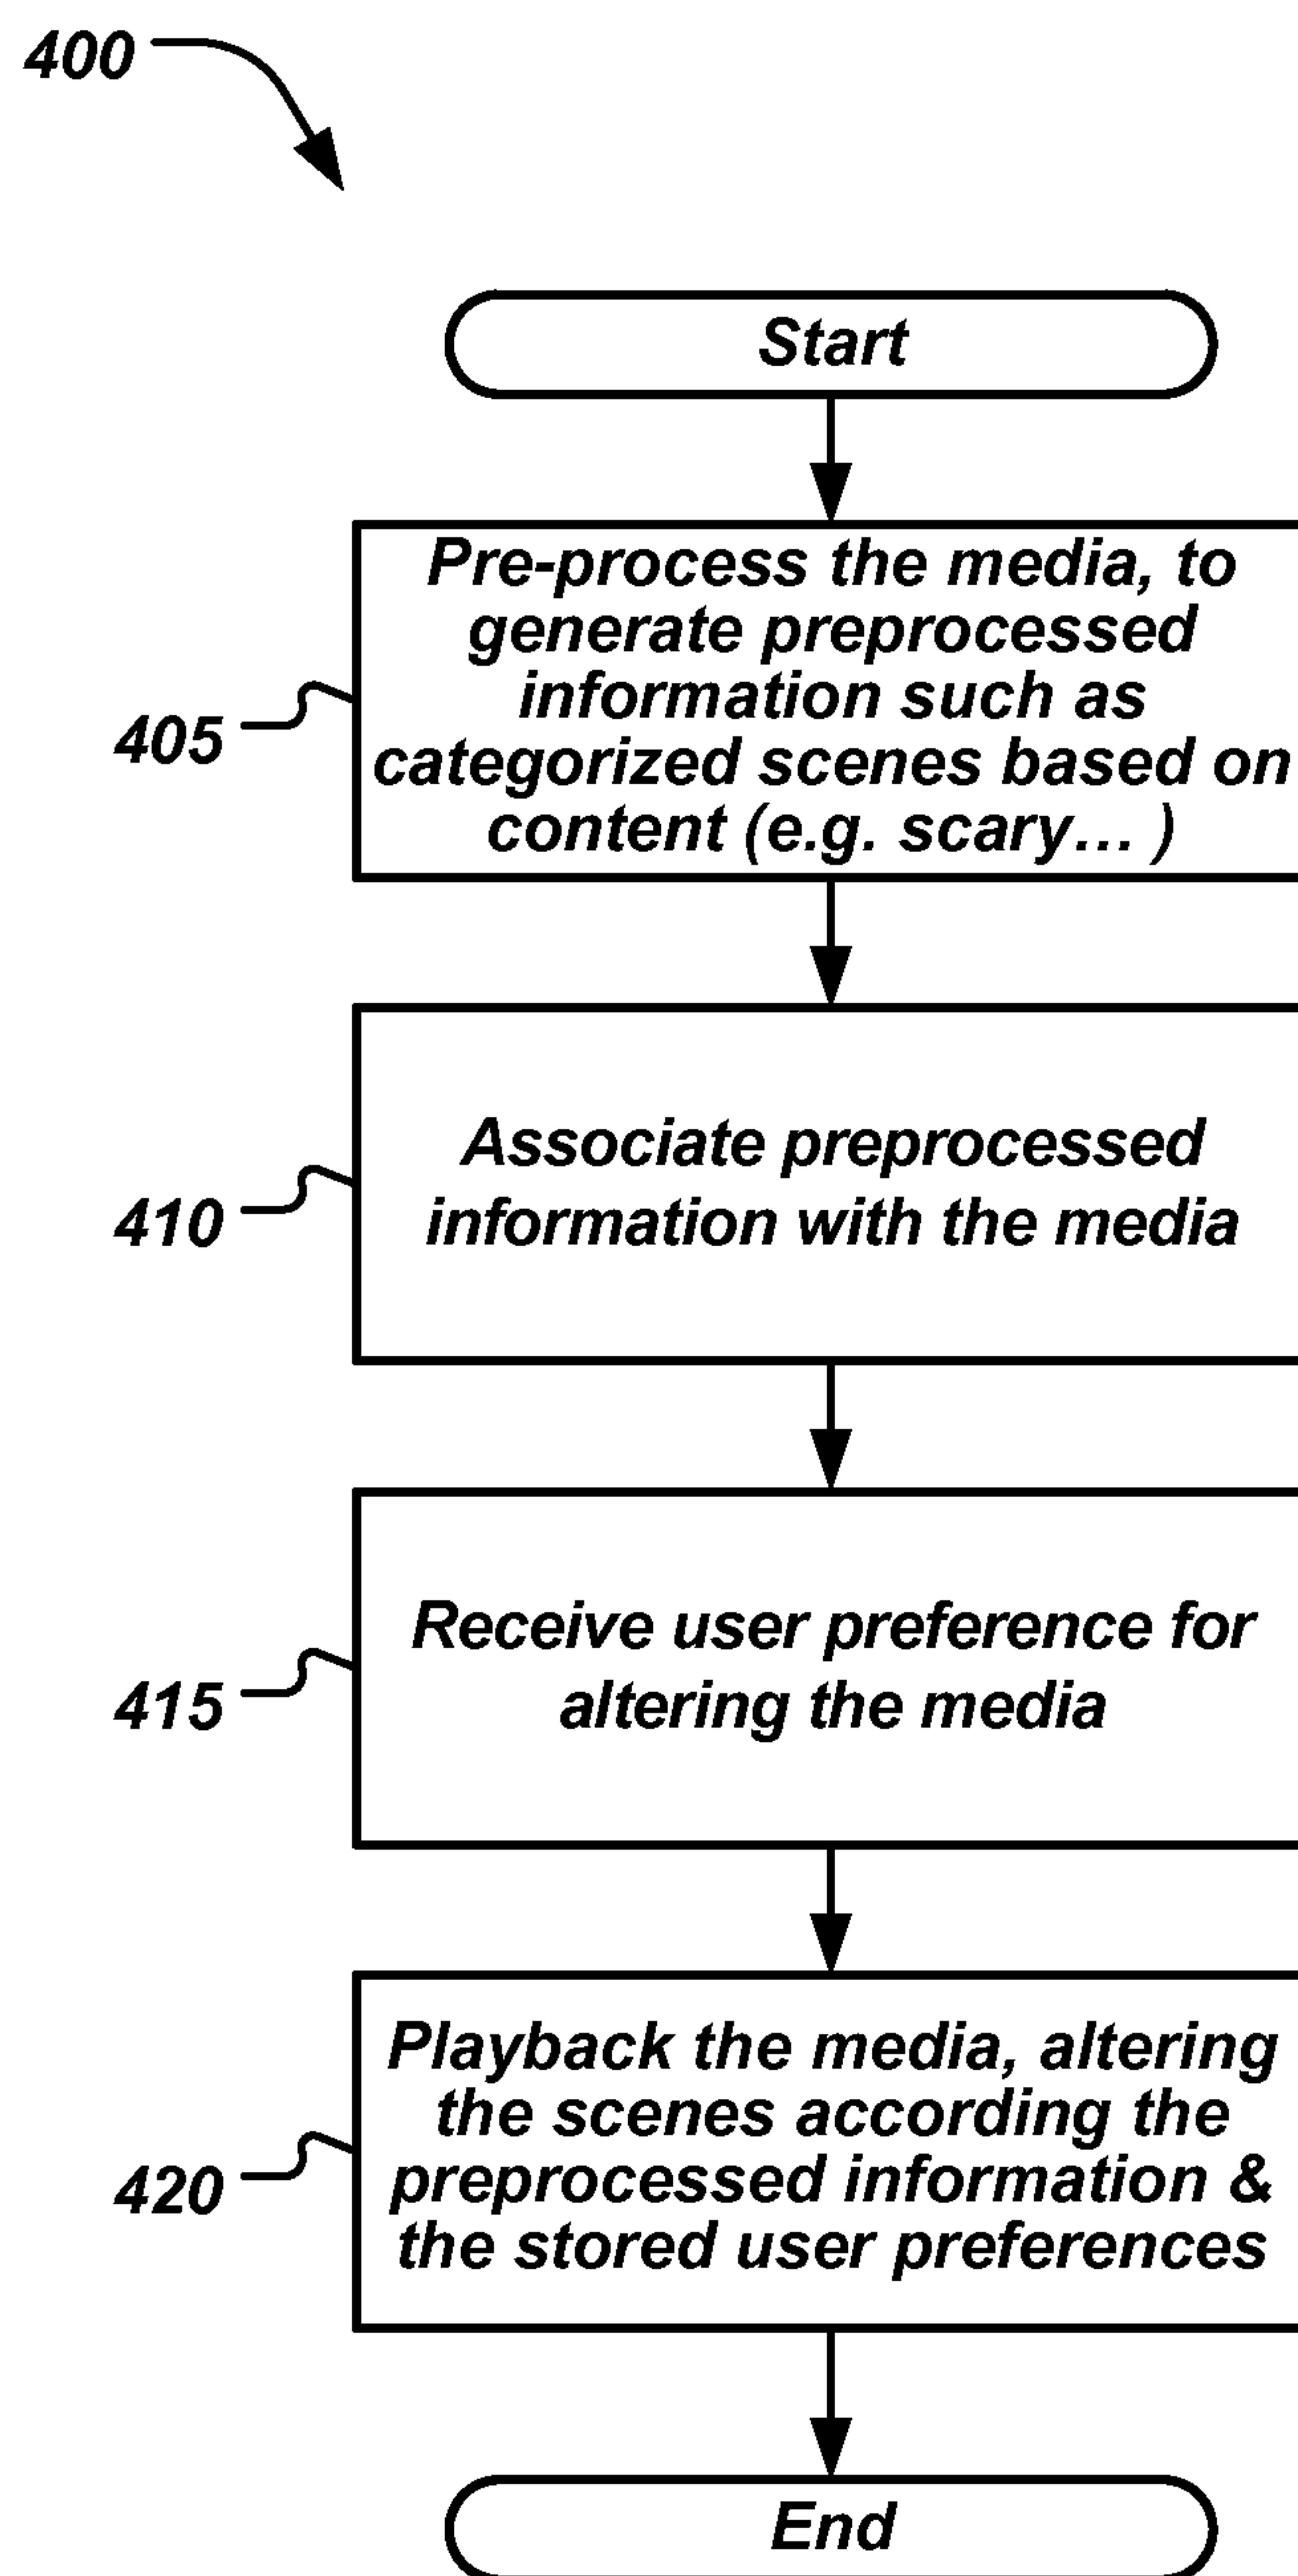 400
Start
Pre-process the media, to
generate preprocessed
information such as
categorized scenes based on
content (e.g. scary... )
405
Associate preprocessed
information with the media
410
Receive user preference for
altering the media
415
Playback the media, altering
the scenes according the
preprocessed information &
the stored user preferences
420
End